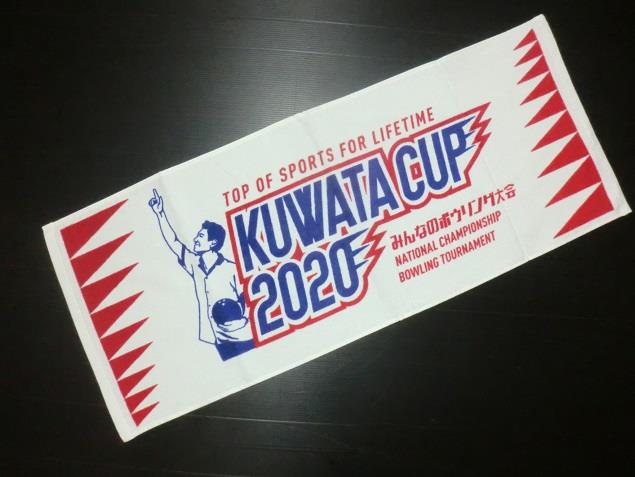 TOP OF SPORTS FOR LIFETIME
KUWATA CUP
2020
みんなのボウリング大会
NATIONAL CHAMPIONSHIP
BOWLING TOURNAMENT